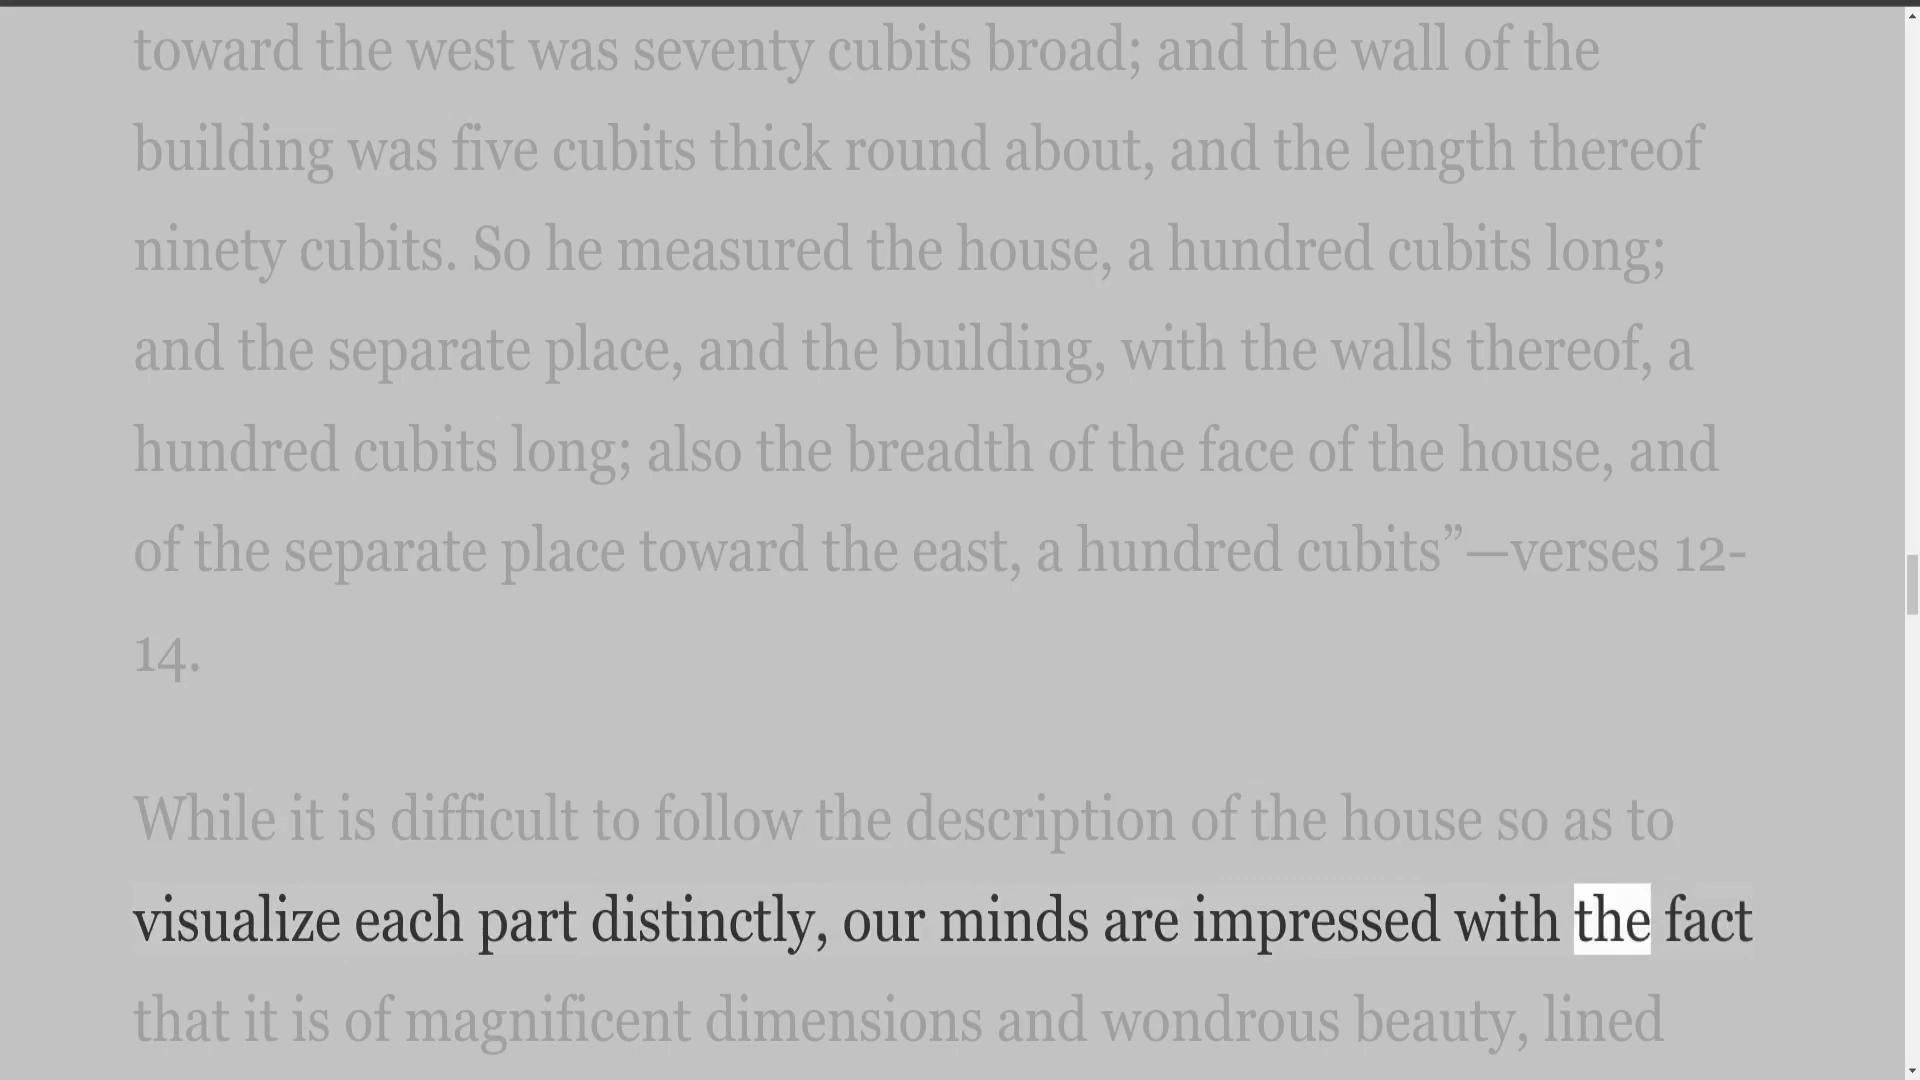 toward the west was seventy cubits broad; and the wall of the
building was five cubits thick round about, and the length thereof
ninety cubits. So he measured the house, a hundred cubits long;
and the separate place, and the building, with the walls thereof, a
hundred cubits long; also the breadth of the face of the house, and
of the separate place toward the east, a hundred cubits”—verses 12-
14.
While it is difficult to follow the description of the house so as to
visualize each part distinctly, our minds are impressed with the fact
that it is of magnificent dimensions and wondrous beauty, lined